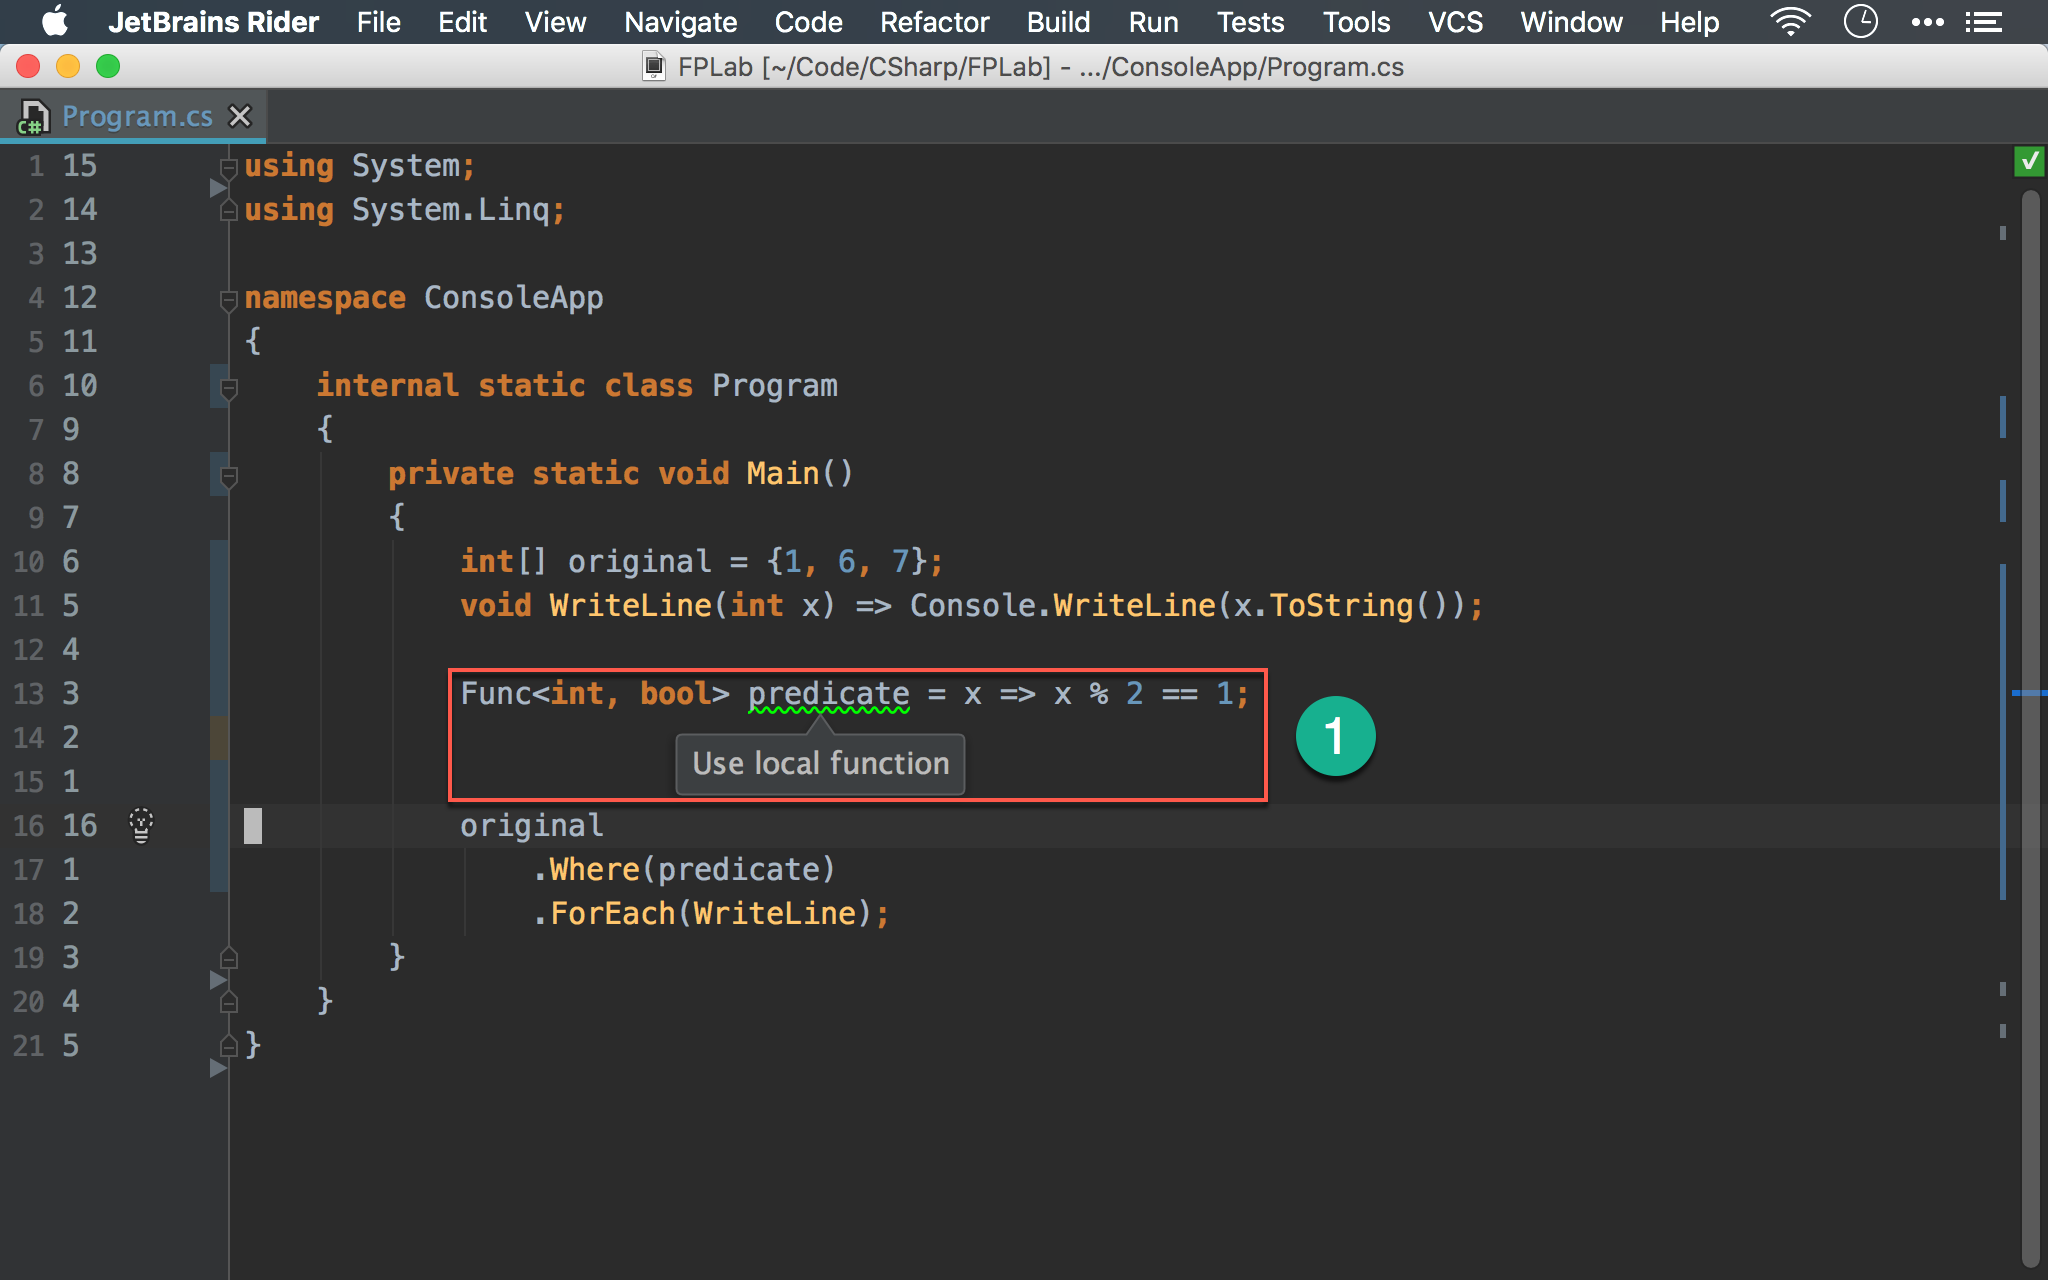 JetBrains Rider File Edit View Navigate Code Refactor Build Run Tests Tools VCS Window Help
FPLab [~/Code/CSharp/FPLab] - .../ConsoleApp/Program.cs
C# Program.cs
1 15 using System;
2 14 using System.Linq;
3 13
4 12 namespace ConsoleApp
5 11 {
6 10 internal static class Program
7 9 {
8 8 private static void Main()
9 7 {
10 6 int[] original = {1, 6, 7};
11 5 void WriteLine(int x) => Console.WriteLine(x.ToString());
12 4
13 3 Func<int, bool> predicate = x => x % 2 == 1;
1
14 2
Use local function
15 1
16 16 original
17 1 .Where(predicate)
18 2 .ForEach(WriteLine);
19 3 }
20 4 }
21 5 }